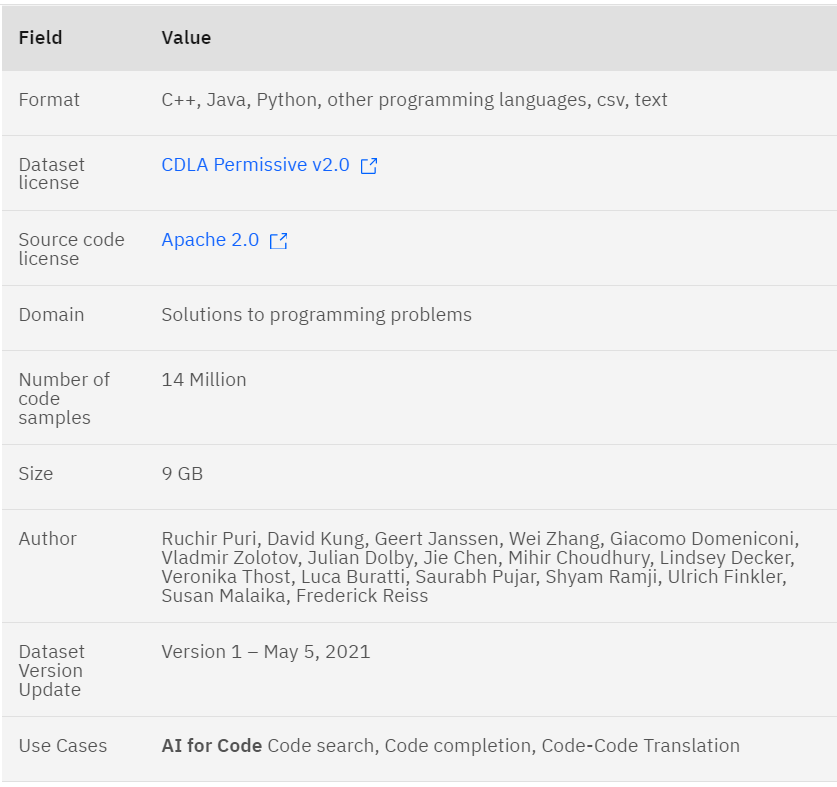 Field Value
Format C++, Java, Python, other programming languages, csv, text
Dataset license CDLA Permissive v2.0
Source code license Apache 2.0
Domain Solutions to programming problems
Number of code samples 14 Million
Size 9 GB
Author Ruchir Puri, David Kung, Geert Janssen, Wei Zhang, Giacomo Domeniconi,
Vladmir Zolotov, Julian Dolby, Jie Chen, Mihir Choudhury, Lindsey Decker,
Veronika Thost, Luca Buratti, Saurabh Pujar, Shyam Ramji, Ulrich Finkler,
Susan Malaika, Frederick Reiss
Dataset Version Update Version 1 – May 5, 2021
Use Cases AI for Code Code search, Code completion, Code-Code Translation